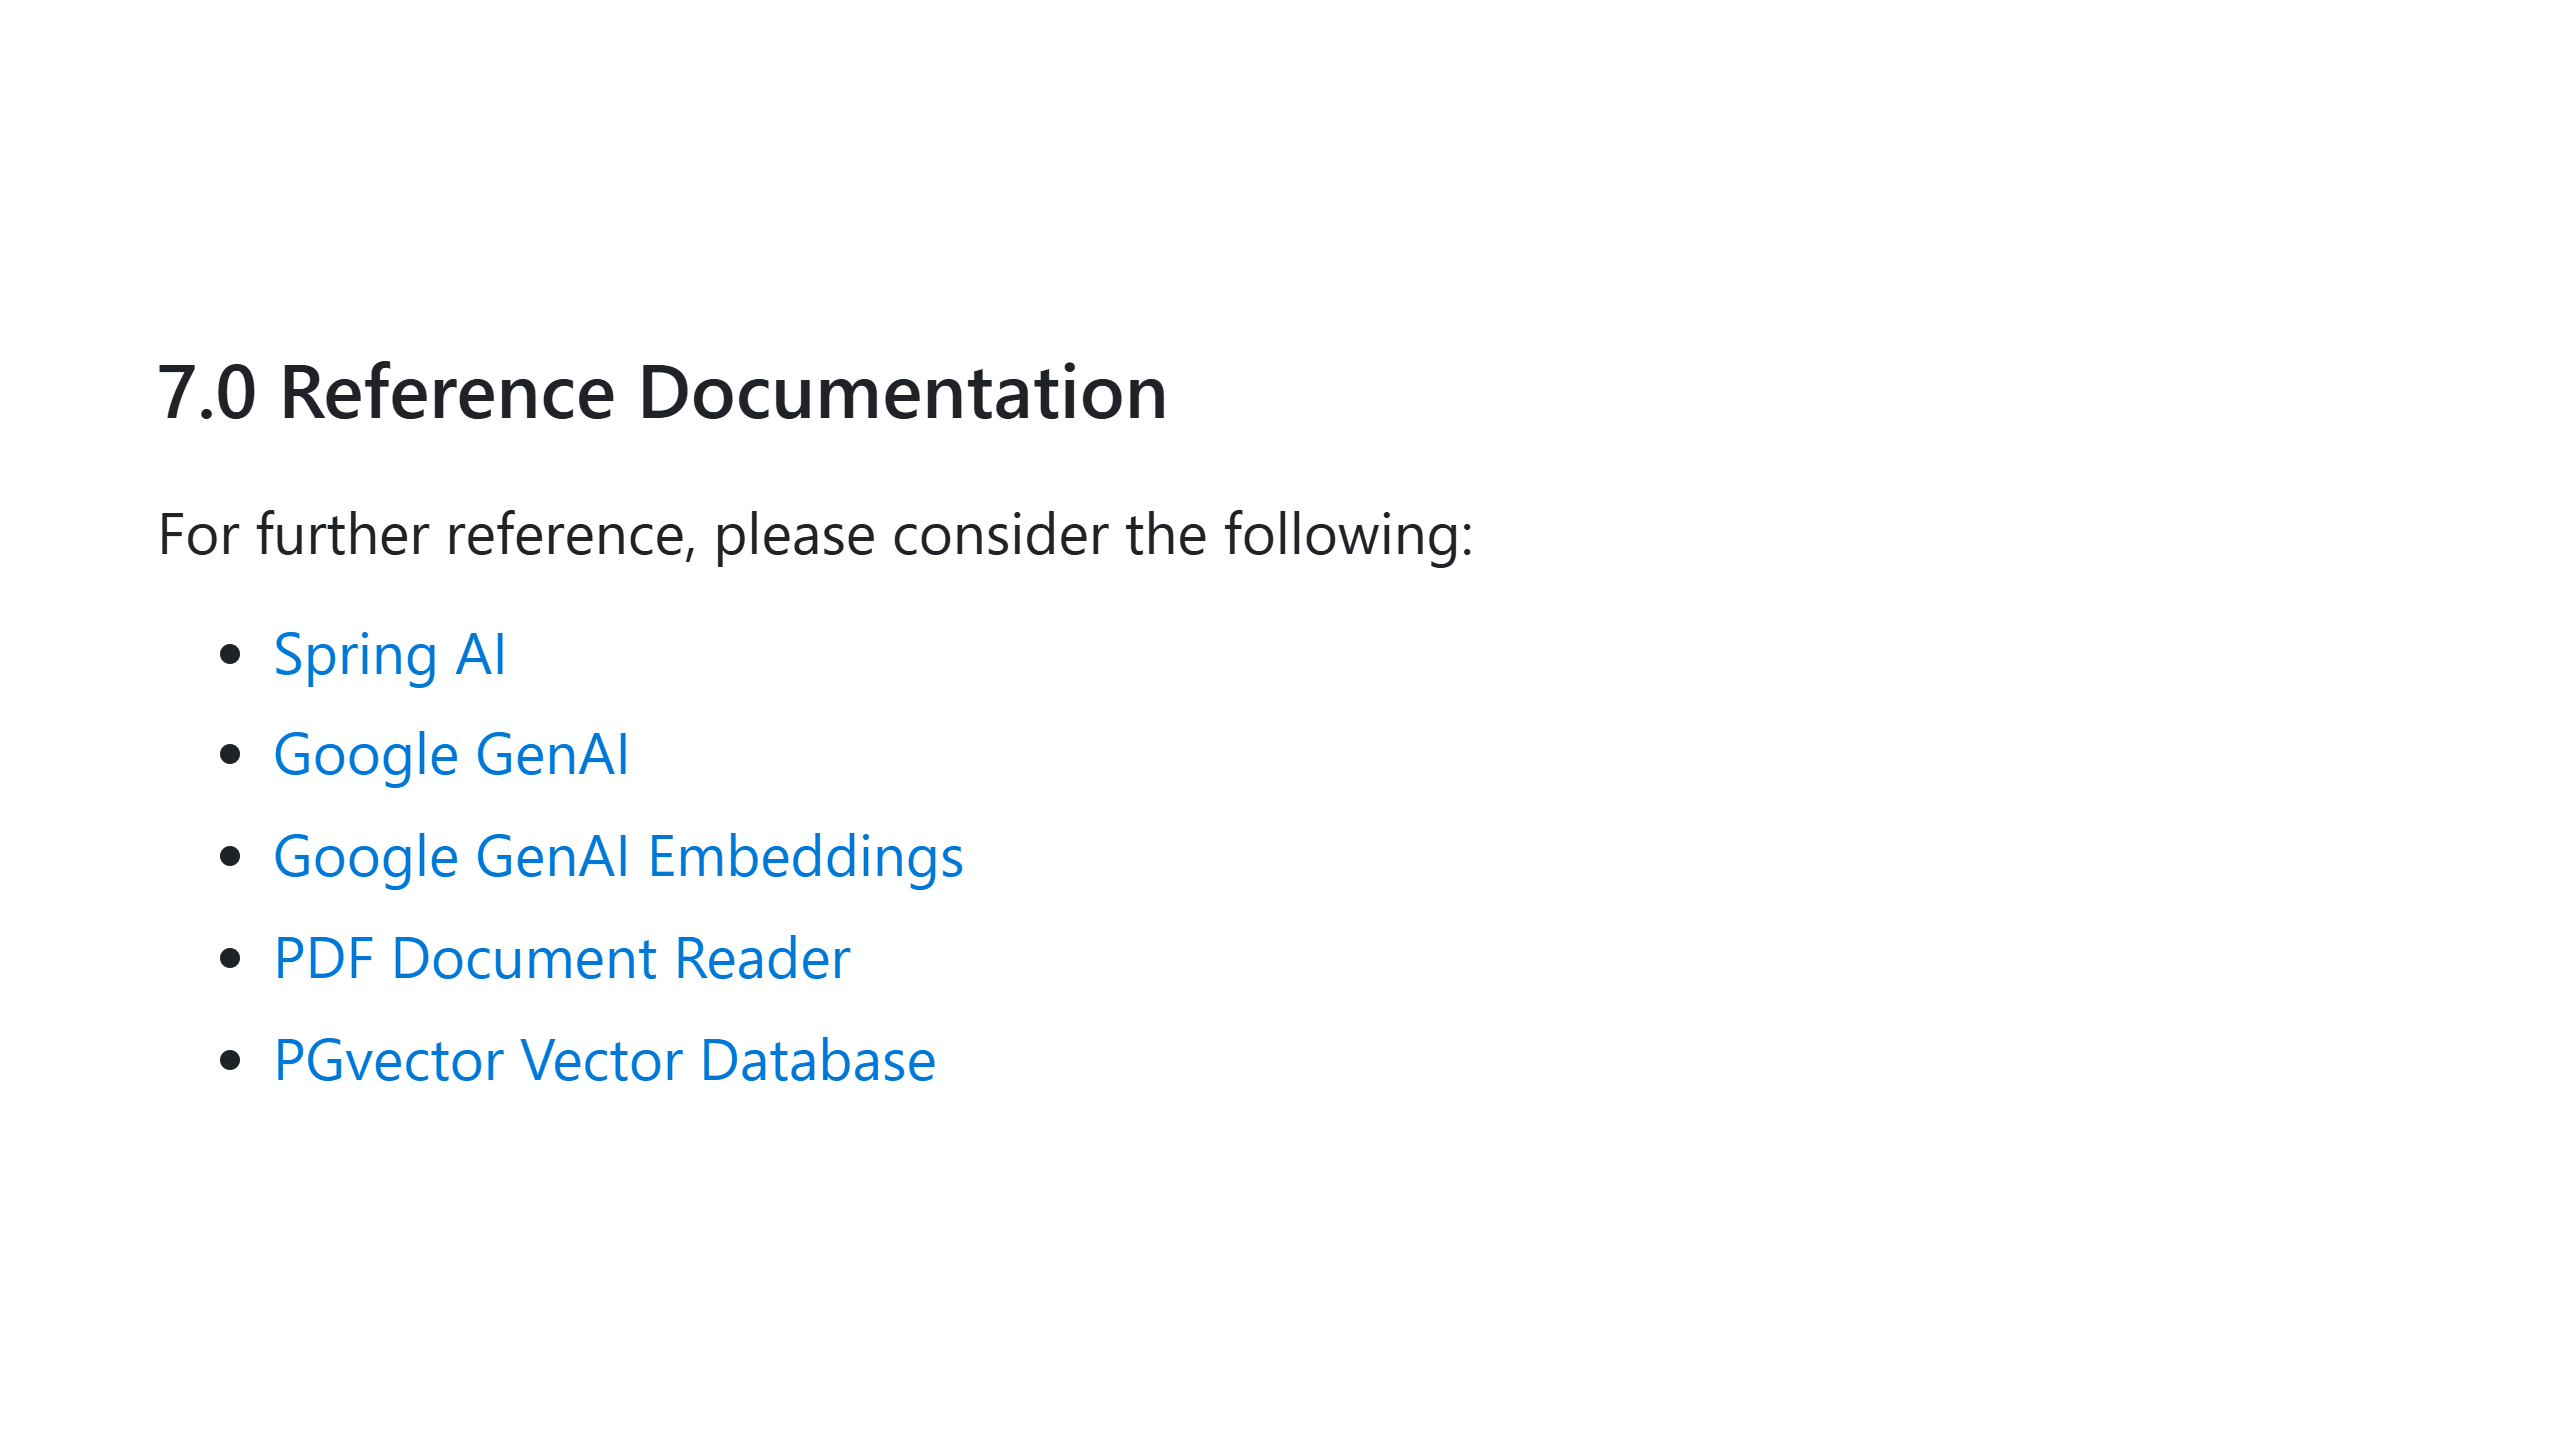 7.0 Reference Documentation
For further reference, please consider the following:
• Spring AI
• Google GenAI
• Google GenAI Embeddings
• PDF Document Reader
• PGvector Vector Database